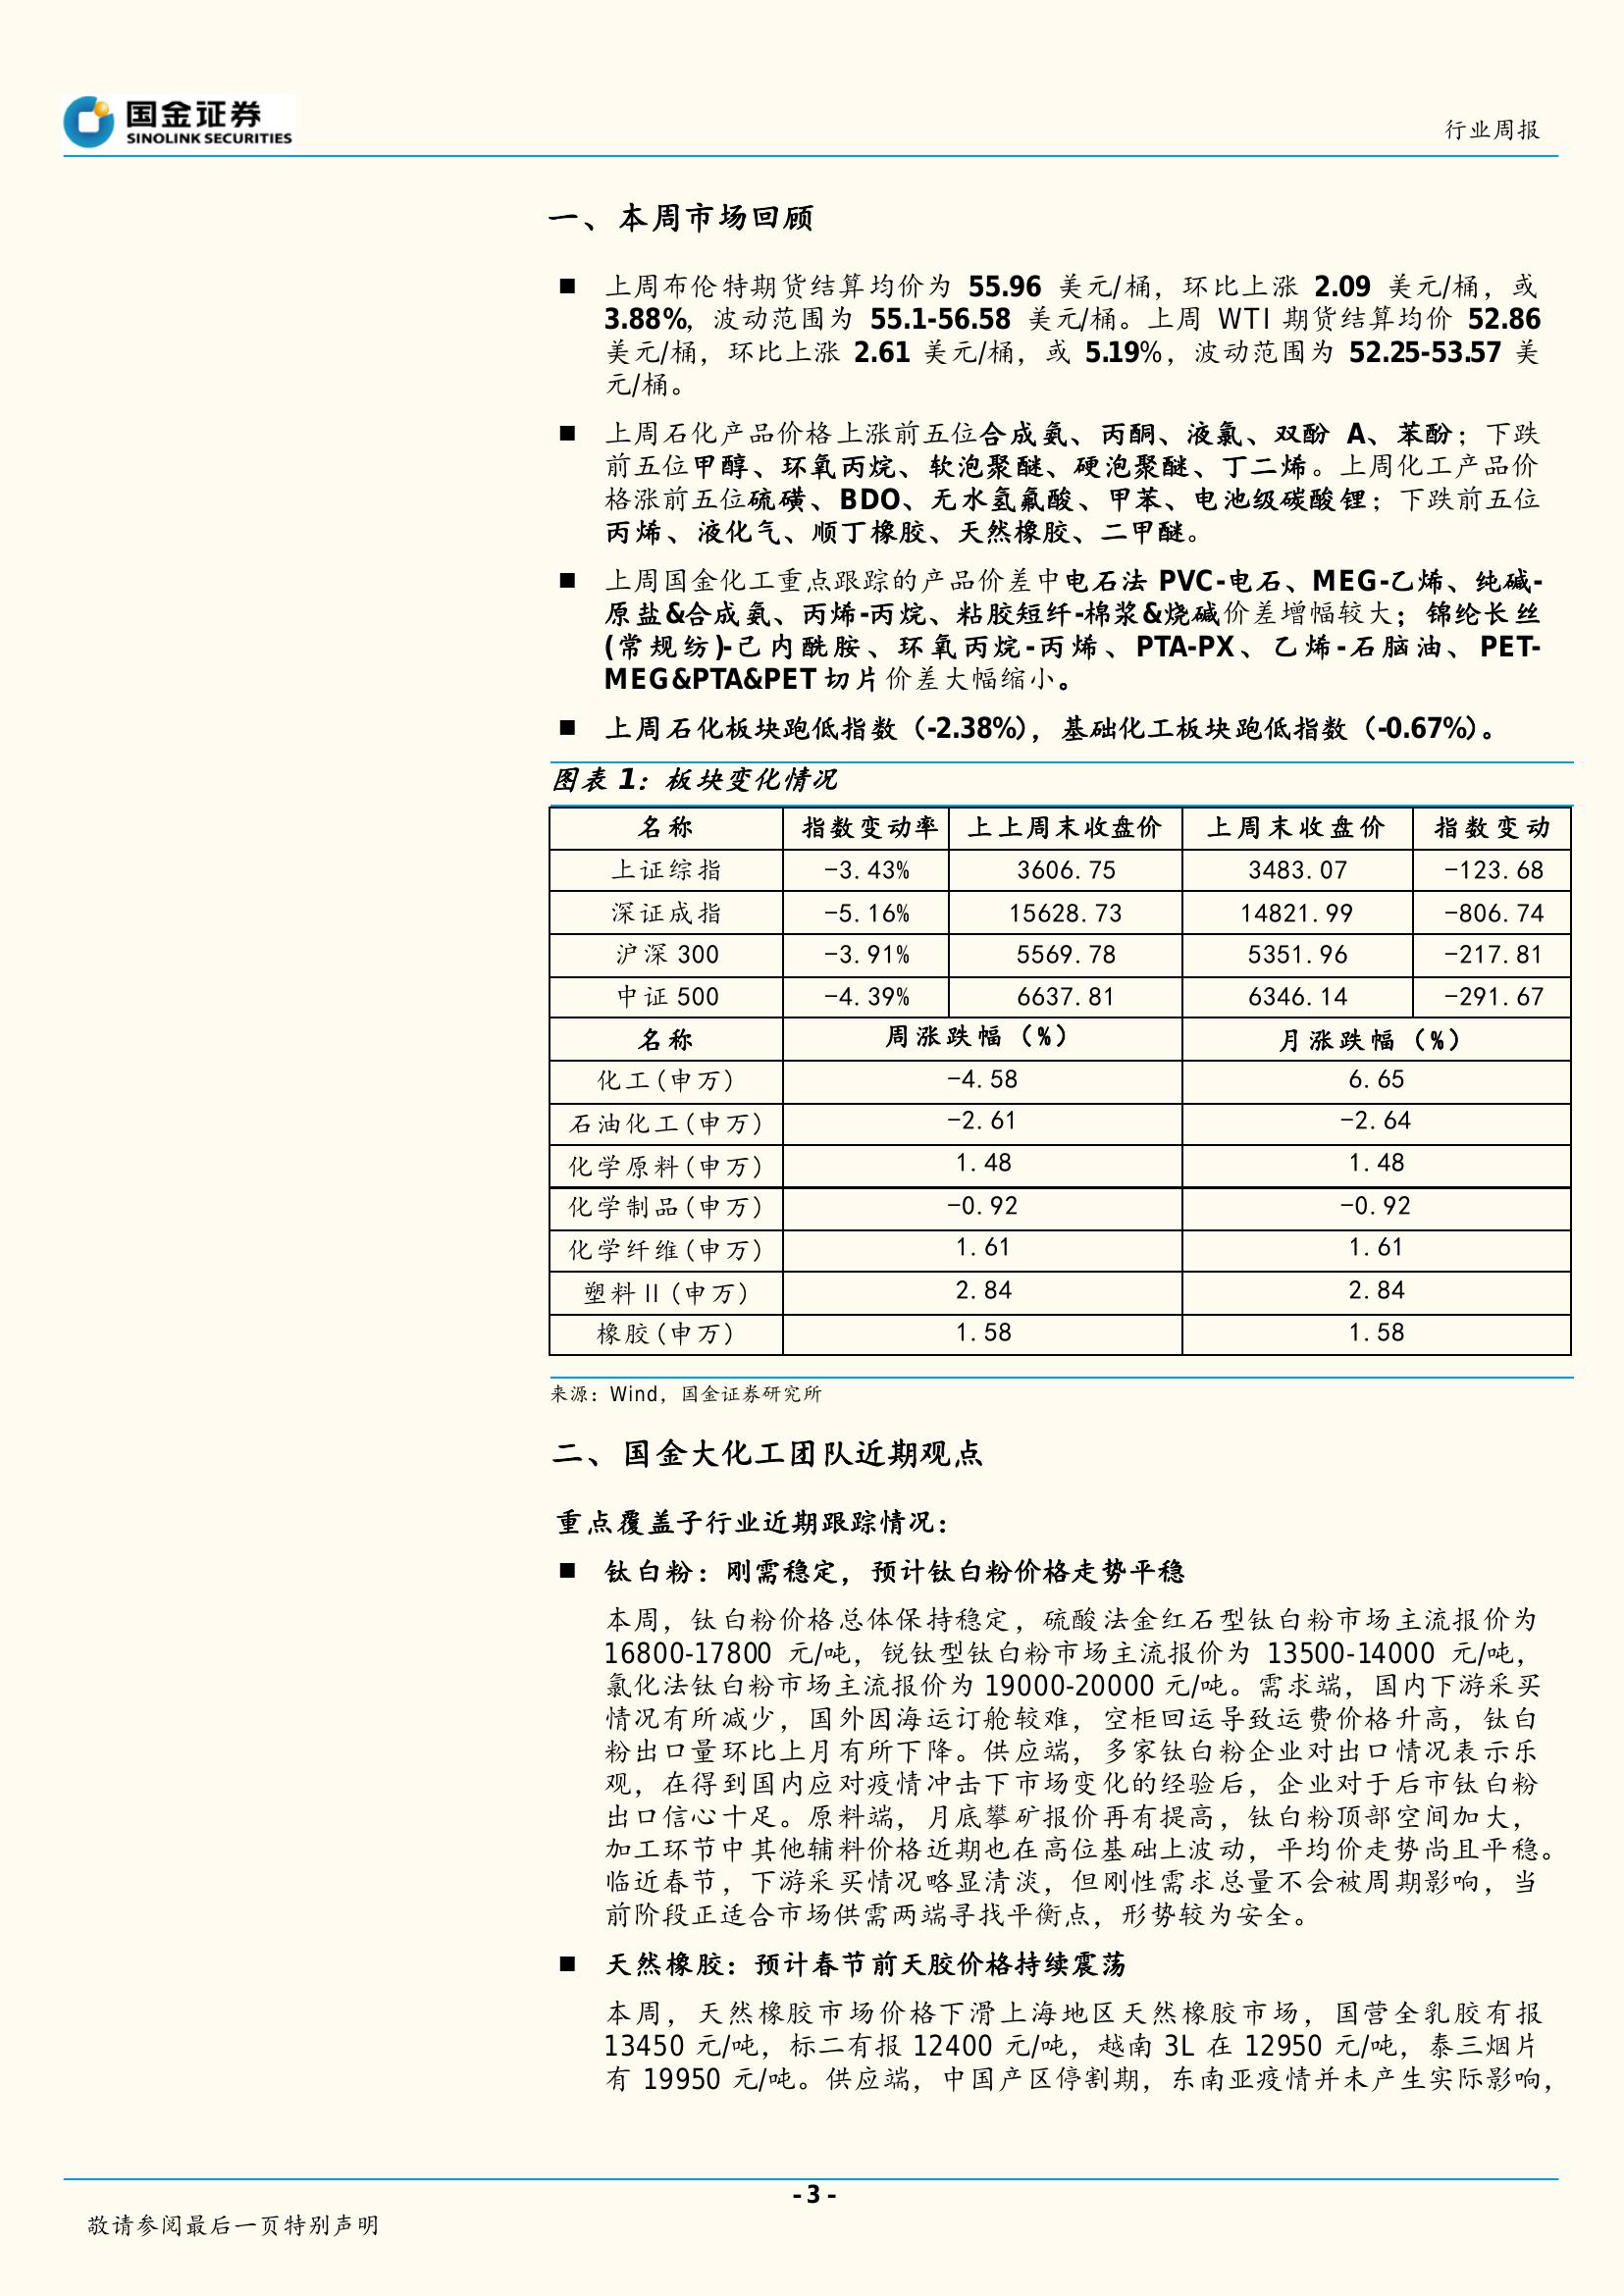 国金证券
SINOLINK SECURITIES
行业周报
一、本周市场回顾
■ 上周布伦特期货结算均价为 55.96 美元/桶，环比上涨 2.09 美元/桶，或
3.88%，波动范围为 55.1-56.58 美元/桶。上周 WTI 期货结算均价 52.86
美元/桶，环比上涨 2.61 美元/桶，或 5.19%，波动范围为 52.25-53.57 美
元/桶。
■ 上周石化产品价格上涨前五位合成氨、丙酮、液氯、双酚 A、苯酚；下跌
前五位甲醇、环氧丙烷、软泡聚醚、硬泡聚醚、丁二烯。上周化工产品价
格涨前五位硫磺、BDO、无水氢氟酸、甲苯、电池级碳酸锂；下跌前五位
丙烯、液化气、顺丁橡胶、天然橡胶、二甲醚。
■ 上周国金化工重点跟踪的产品价差中电石法 PVC-电石、MEG-乙烯、纯碱-
原盐&合成氨、丙烯-丙烷、粘胶短纤-棉浆&烧碱价差增幅较大；锦纶长丝
(常规纺)-己内酰胺、环氧丙烷-丙烯、PTA-PX、乙烯-石脑油、PET-
MEG&PTA&PET 切片价差大幅缩小。
■ 上周石化板块跑低指数（-2.38%），基础化工板块跑低指数（-0.67%）。
图表 1：板块变化情况
名称 指数变动率 上上周末收盘价 上周末收盘价 指数变动
上证综指 -3.43% 3606.75 3483.07 -123.68
深证成指 -5.16% 15628.73 14821.99 -806.74
沪深 300 -3.91% 5569.78 5351.96 -217.81
中证 500 -4.39% 6637.81 6346.14 -291.67
名称 周涨跌幅（%） 月涨跌幅（%）
化工(申万) -4.58 6.65
石油化工(申万) -2.61 -2.64
化学原料(申万) 1.48 1.48
化学制品(申万) -0.92 -0.92
化学纤维(申万) 1.61 1.61
塑料 II(申万) 2.84 2.84
橡胶(申万) 1.58 1.58
来源：Wind，国金证券研究所
二、国金大化工团队近期观点
重点覆盖子行业近期跟踪情况：
■ 钛白粉：刚需稳定，预计钛白粉价格走势平稳
本周，钛白粉价格总体保持稳定，硫酸法金红石型钛白粉市场主流报价为
16800-17800 元/吨，锐钛型钛白粉市场主流报价为 13500-14000 元/吨，
氯化法钛白粉市场主流报价为 19000-20000 元/吨。需求端，国内下游采买
情况有所减少，国外因海运订舱较难，空柜回运导致运费价格升高，钛白
粉出口量环比上月有所下降。供应端，多家钛白粉企业对出口情况表示乐
观，在得到国内应对疫情冲击下市场变化的经验后，企业对于后市钛白粉
出口信心十足。原料端，月底攀矿报价再有提高，钛白粉顶部空间加大，
加工环节中其他辅料价格近期也在高位基础上波动，平均价走势尚且平稳。
临近春节，下游采买情况略显清淡，但刚性需求总量不会被周期影响，当
前阶段正适合市场供需两端寻找平衡点，形势较为安全。
■ 天然橡胶：预计春节前天胶价格持续震荡
本周，天然橡胶市场价格下滑上海地区天然橡胶市场，国营全乳胶有报
13450 元/吨，标二有报 12400 元/吨，越南 3L 在 12950 元/吨，泰三烟片
有 19950 元/吨。供应端，中国产区停割期，东南亚疫情并未产生实际影响，
- 3 -
敬请参阅最后一页特别声明